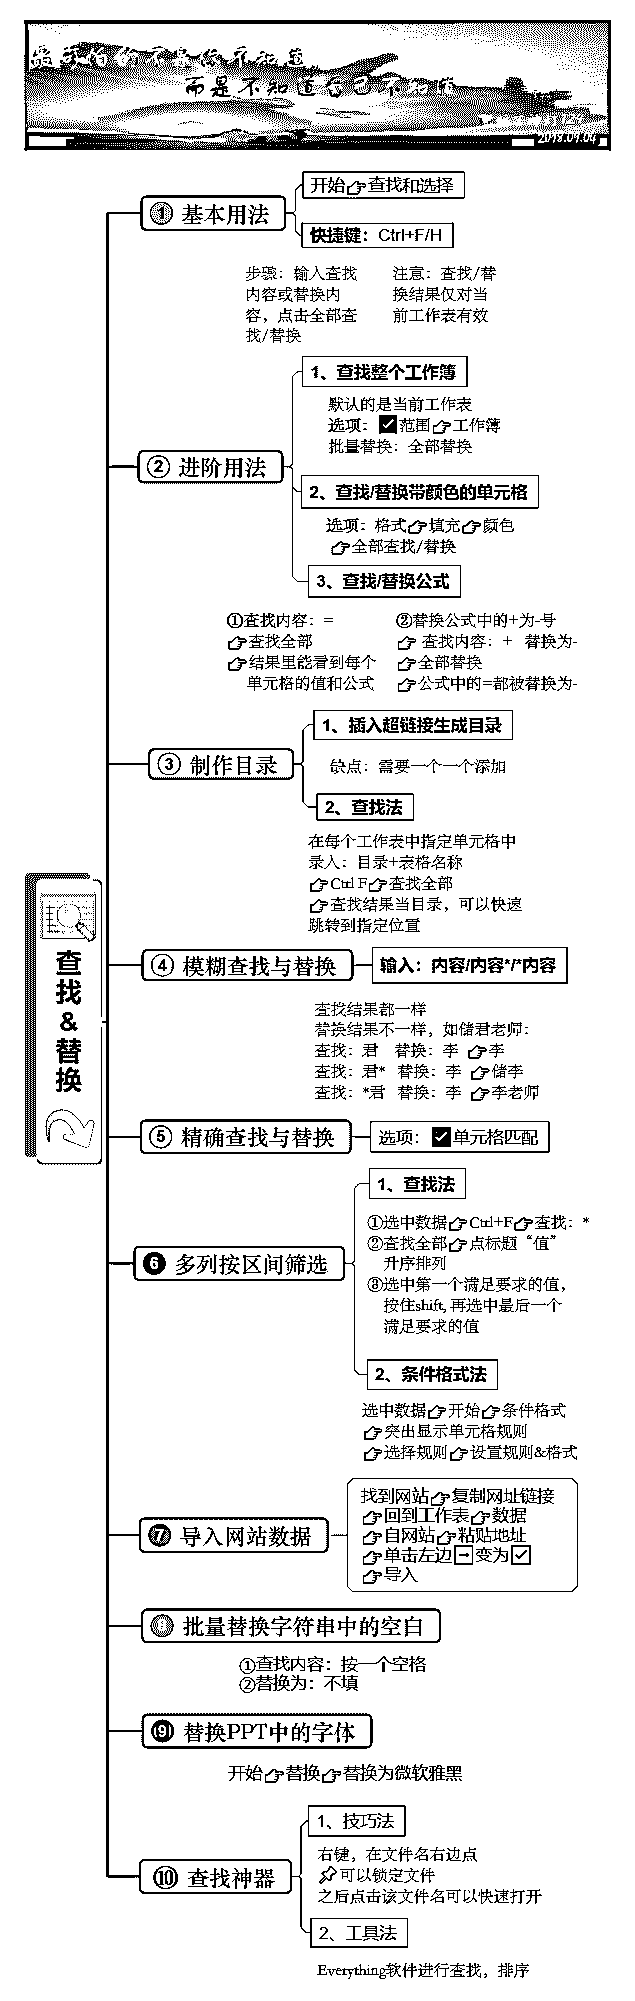 最可怕的不是你不知道
而是不知道自己不知道
2018.09.04
查找&替换
① 基本用法
开始👉查找和选择
快捷键：Ctrl+F/H
步骤：输入查找
内容或替换内
容，点击全部查
找/替换
注意：查找/替
换结果仅对当
前工作表有效
② 进阶用法
1、查找整个工作簿
默认的是当前工作表
选项：✓范围👉工作簿
批量替换：全部替换
2、查找/替换带颜色的单元格
选项：格式👉填充👉颜色
👉全部查找/替换
3、查找/替换公式
①查找内容：=
👉查找全部
👉结果里能看到每个
单元格的值和公式
②替换公式中的+为-号
👉 查找内容：+ 替换为-
👉全部替换
👉公式中的=都被替换为-
③ 制作目录
1、插入超链接生成目录
缺点：需要一个一个添加
2、查找法
在每个工作表中指定单元格中
录入：目录+表格名称
👉Ctrl F👉查找全部
👉查找结果当目录，可以快速
跳转到指定位置
④ 模糊查找与替换
输入：内容/内容*/*内容
查找结果都一样
替换结果不一样，如储君老师：
查找：君 替换：李 👉李
查找：君* 替换：李 👉储李
查找：*君 替换：李 👉李老师
⑤ 精确查找与替换
选项：✓单元格匹配
❻ 多列按区间筛选
1、查找法
①选中数据👉Ctrl+F👉查找：*
②查找全部👉点标题“值”
升序排列
③选中第一个满足要求的值，
按住shift, 再选中最后一个
满足要求的值
2、条件格式法
选中数据👉开始👉条件格式
👉突出显示单元格规则
👉选择规则👉设置规则&格式
❼ 导入网站数据
找到网站👉复制网址链接
👉回到工作表👉数据
👉自网站👉粘贴地址
👉单击左边→变为✓
👉导入
⑧ 批量替换字符串中的空白
①查找内容：按一个空格
②替换为：不填
⑨ 替换PPT中的字体
开始👉替换👉替换为微软雅黑
⑩ 查找神器
1、技巧法
右键，在文件名右边点
📌可以锁定文件
之后点击该文件名可以快速打开
2、工具法
Everything软件进行查找，排序